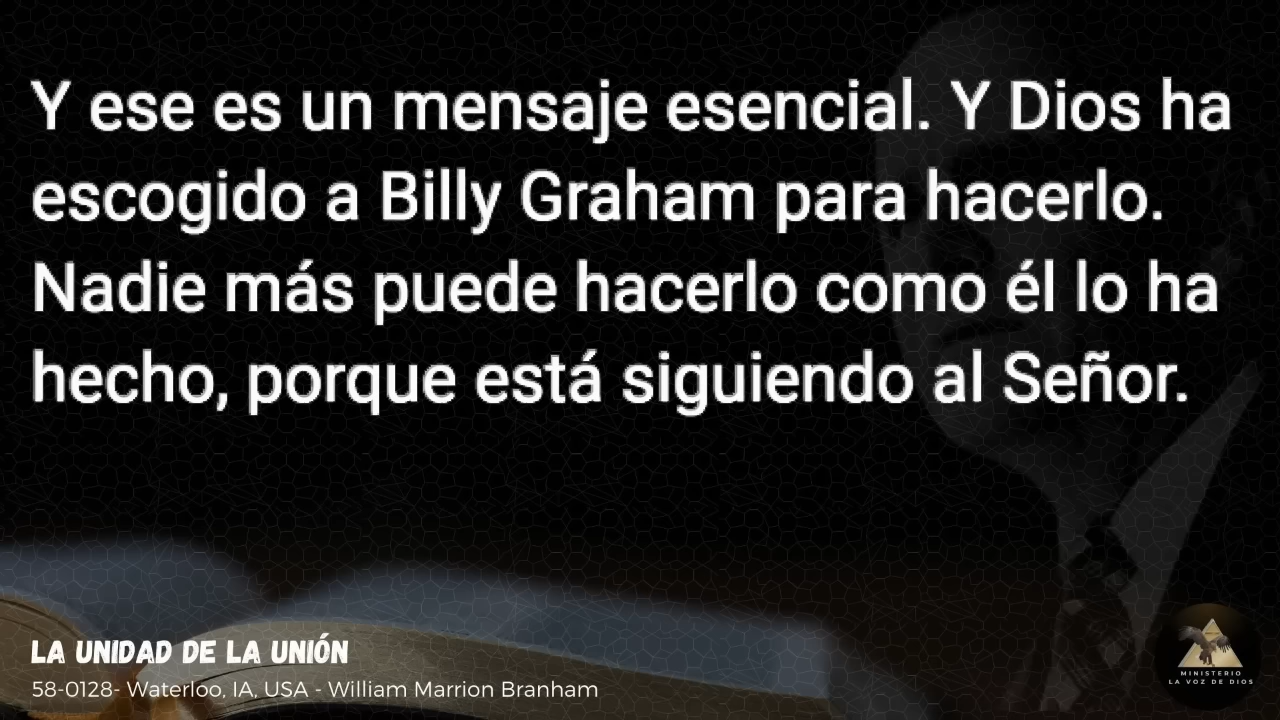 Y ese es un mensaje esencial. Y Dios ha
escogido a Billy Graham para hacerlo.
Nadie más puede hacerlo como él lo ha
hecho, porque está siguiendo al Señor.
LA UNIDAD DE LA UNIÓN
58-0128- Waterloo, IA, USA - William Marrion Branham
MINISTERIO
LA VOZ DE DIOS